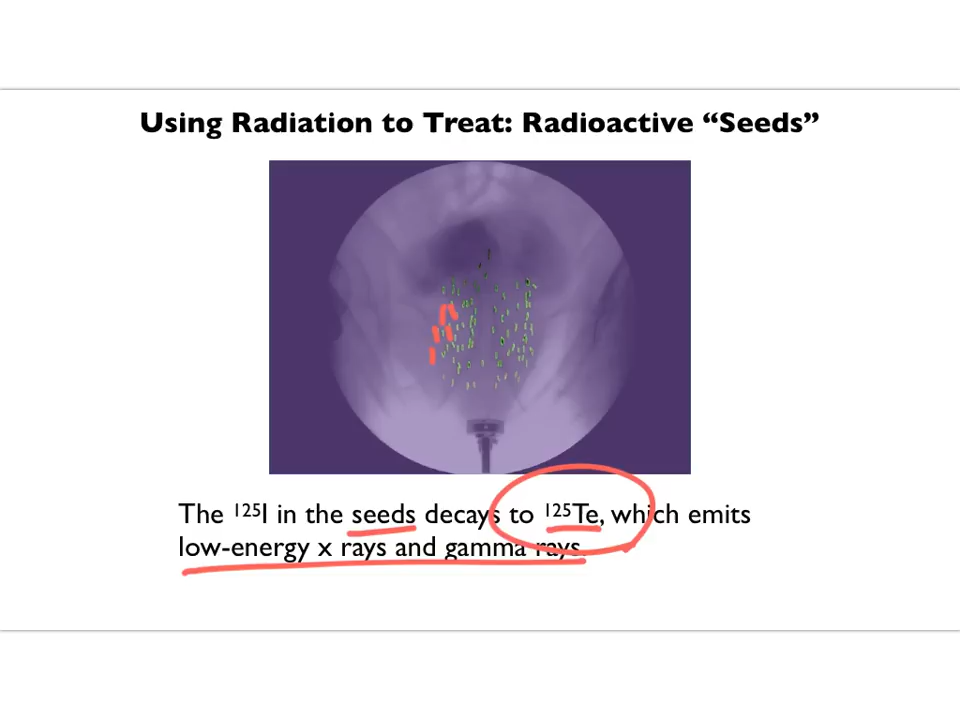 Using Radiation to Treat: Radioactive “Seeds”
The ¹²⁵I in the seeds decays to ¹²⁵Te, which emits
low-energy x rays and gamma rays.